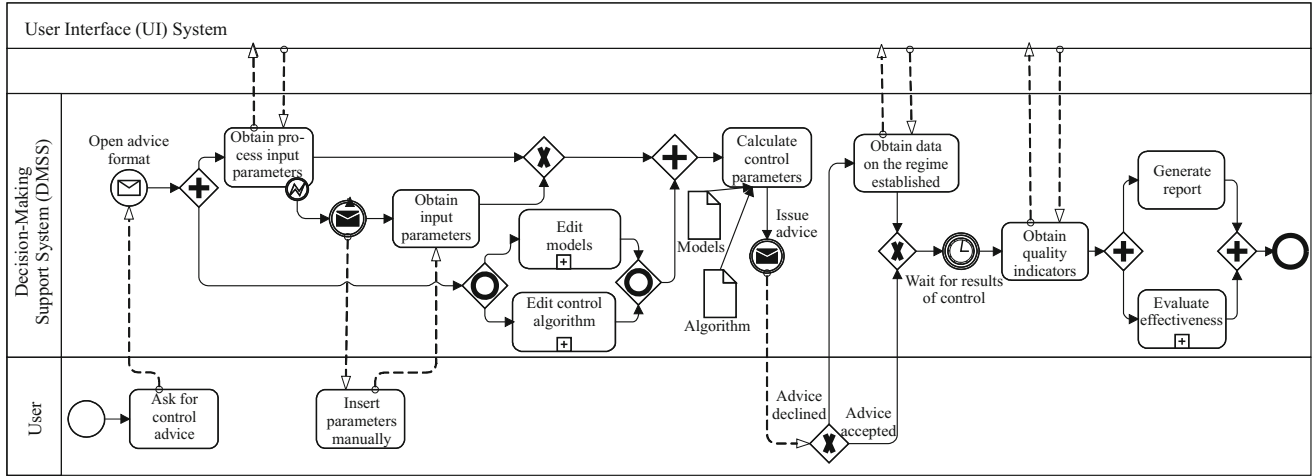 User Interface (UI) System
Decision-Making
Support System (DMSS)
Open advice
format
Obtain pro-
cess input
parameters
Obtain
input
parameters
Edit
models
Edit control
algorithm
Calculate
control
parameters
Models
Algorithm
Issue
advice
Obtain data
on the regime
established
Wait for results
of control
Obtain
quality
indicators
Generate
report
Evaluate
effectiveness
User
Ask for
control
advice
Insert
parameters
manually
Advice
declined
Advice
accepted